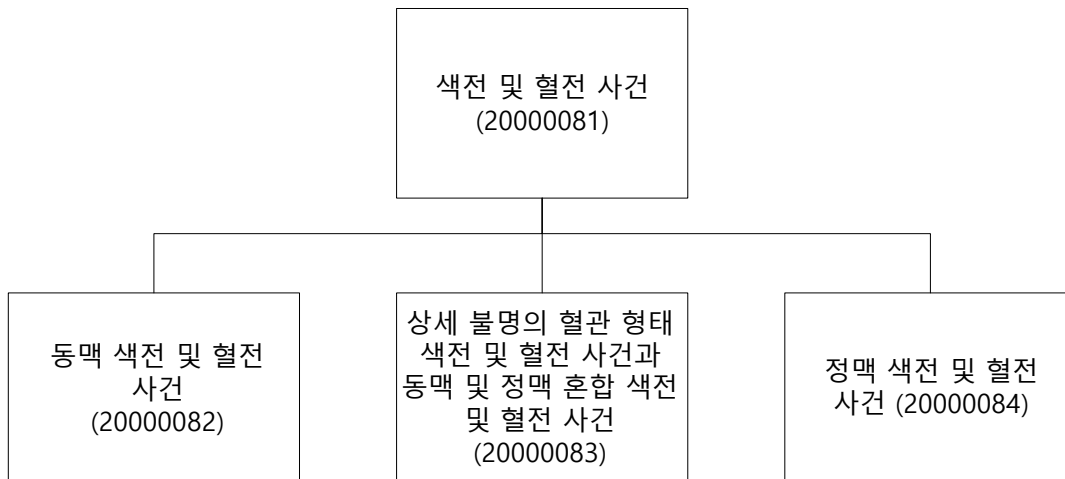 색전 및 혈전 사건
(20000081)
동맥 색전 및 혈전
사건
(20000082)
상세 불명의 혈관 형태
색전 및 혈전 사건과
동맥 및 정맥 혼합 색전
및 혈전 사건
(20000083)
정맥 색전 및 혈전
사건 (20000084)